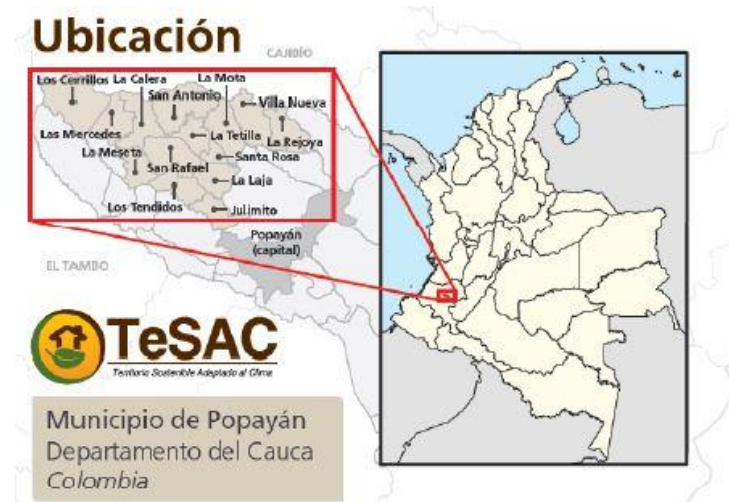 Ubicación
CAJIBÍO
Los Cerrillos
La Calera
La Mota
San Antonio
Villa Nueva
Las Mercedes
La Tetilla
La Rejoya
La Meseta
San Rafael
Santa Rosa
La Laja
Los Tendidos
Julimito
Popayán
(capital)
EL TAMBO
TeSAC
Territorio Sostenible Adaptado al Clima
Municipio de Popayán
Departamento del Cauca
Colombia